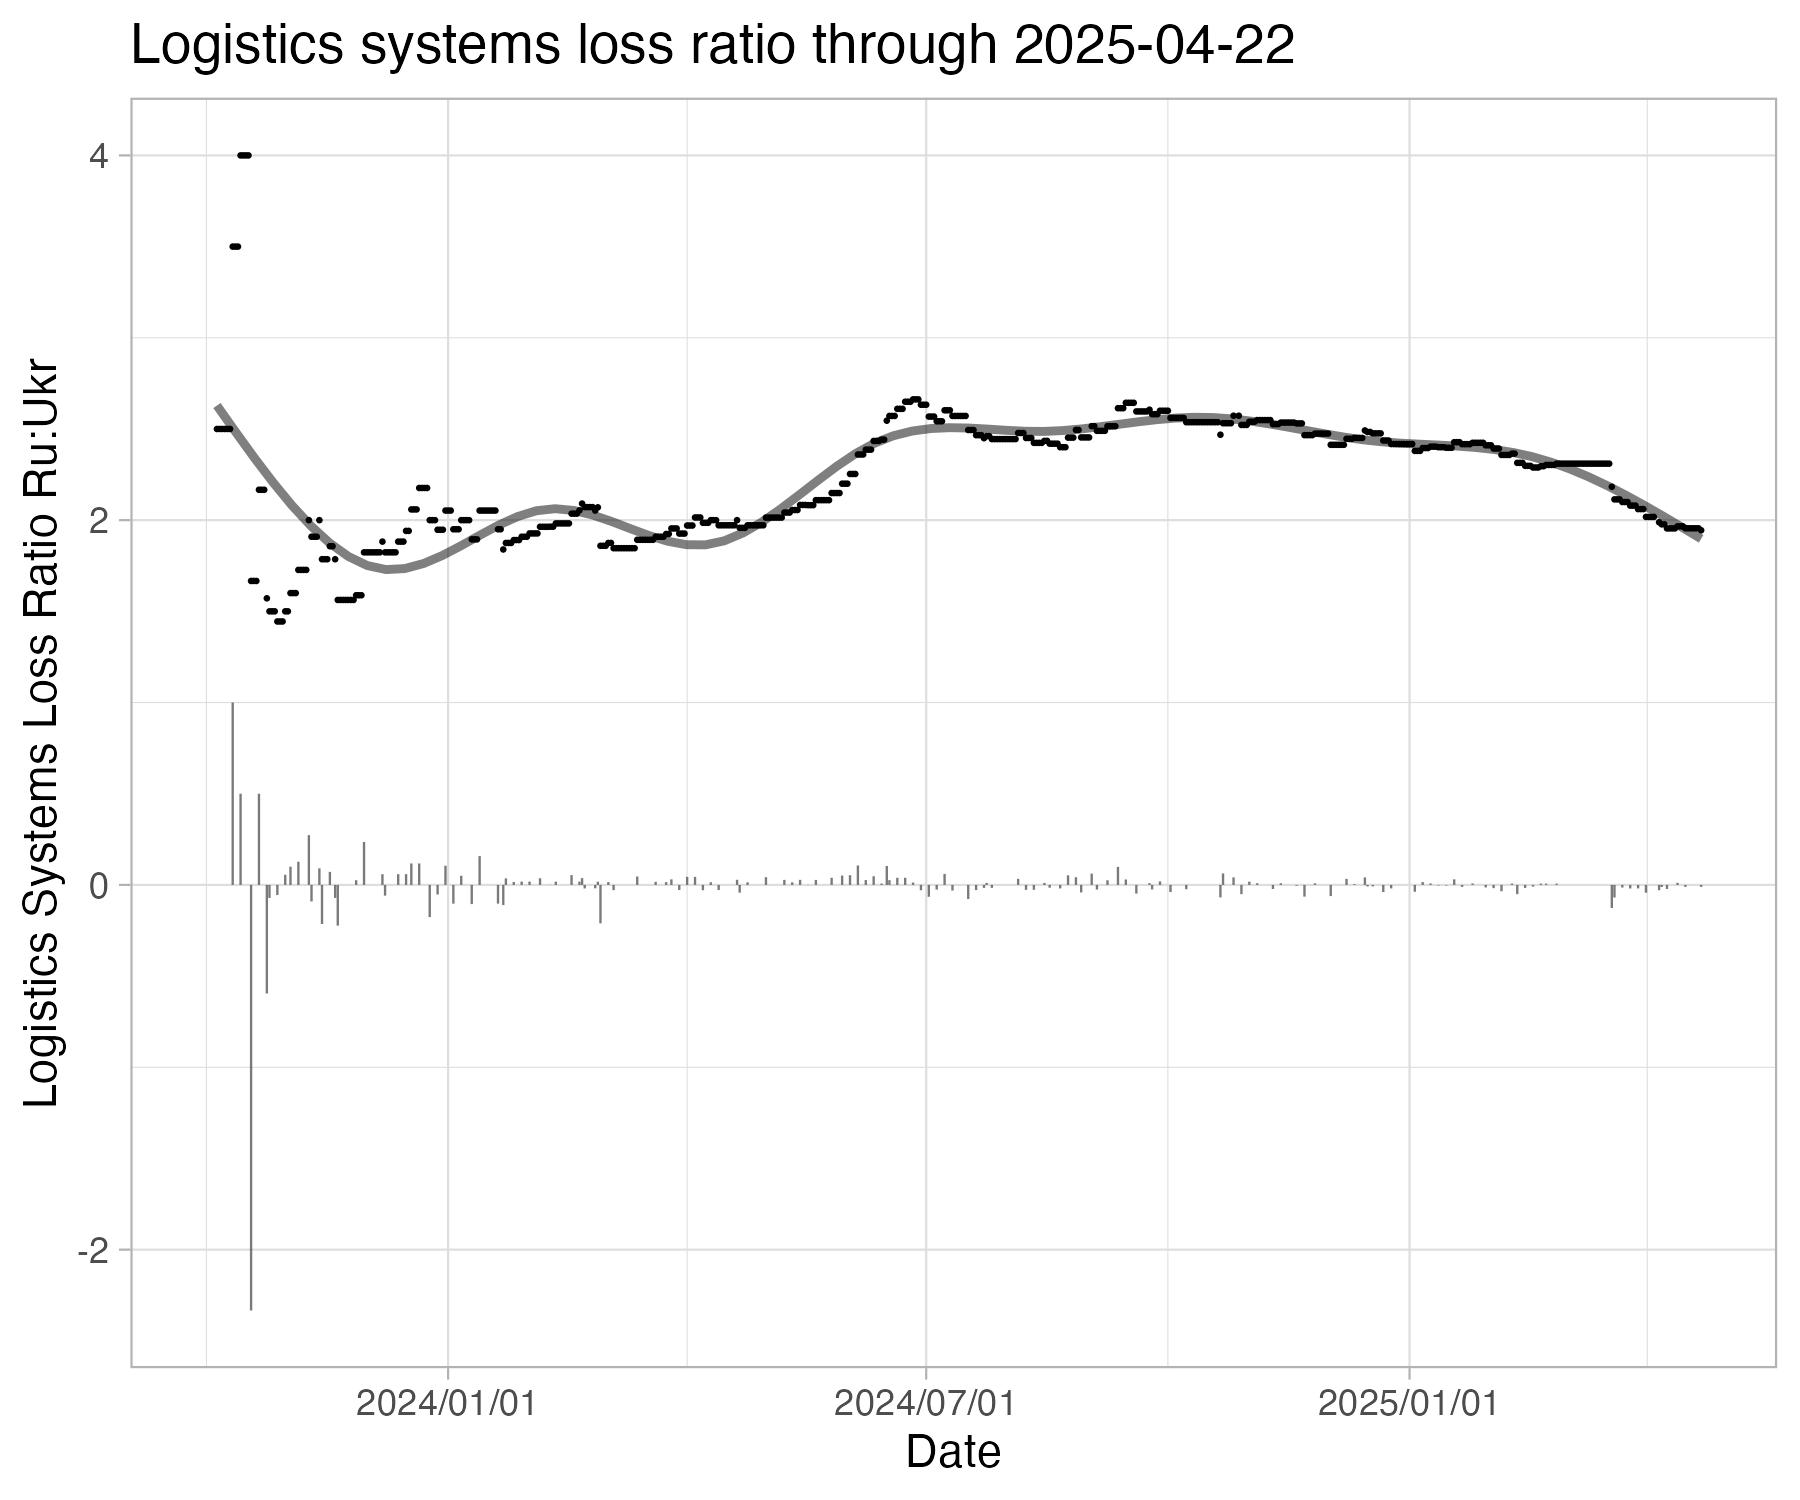 Logistics systems loss ratio through 2025-04-22
Logistics Systems Loss Ratio Ru:Ukr
4
2
0
-2
2024/01/01
2024/07/01
2025/01/01
Date